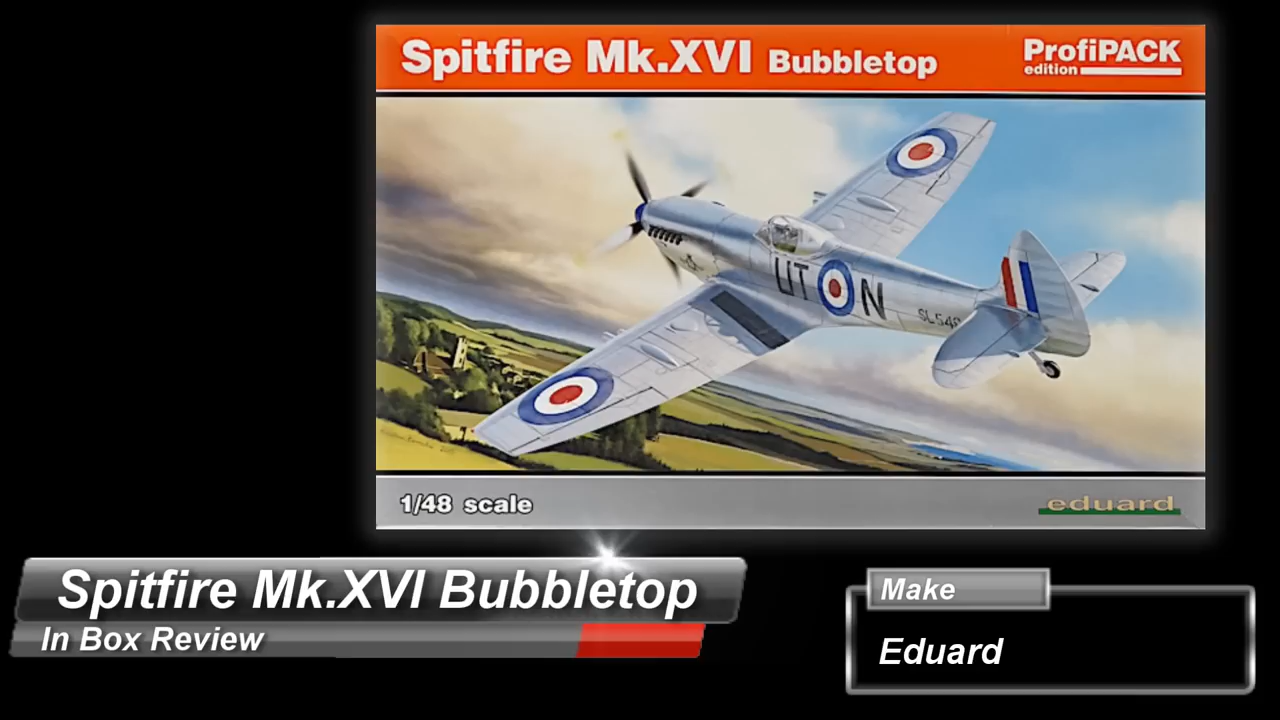 Spitfire Mk.XVI Bubbletop
ProfiPACK
edition
UT N
SL549
1/48 scale
eduard
Spitfire Mk.XVI Bubbletop
In Box Review
Make
Eduard